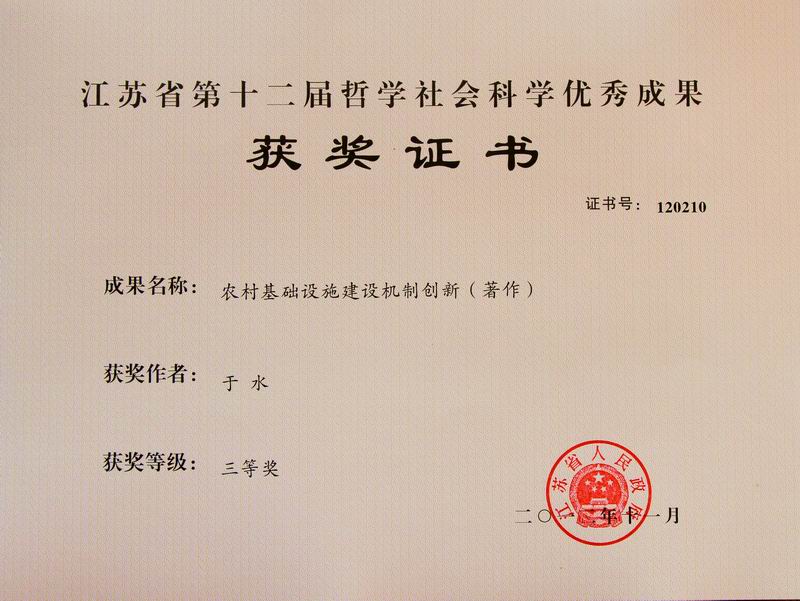 江苏省第十二届哲学社会科学优秀成果
获奖证书
证书号： 120210
成果名称： 农村基础设施建设机制创新（著作）
获奖作者： 于 水
获奖等级： 三等奖
江苏省人民政府
二〇一二年十一月